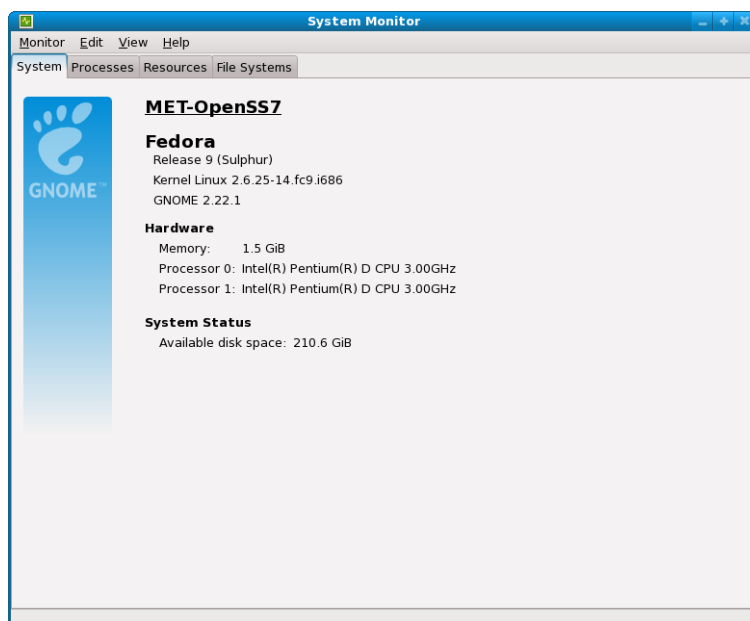 System Monitor
Monitor Edit View Help
System Processes Resources File Systems
GNOME™
MET-OpenSS7
Fedora
Release 9 (Sulphur)
Kernel Linux 2.6.25-14.fc9.i686
GNOME 2.22.1
Hardware
Memory: 1.5 GiB
Processor 0: Intel(R) Pentium(R) D CPU 3.00GHz
Processor 1: Intel(R) Pentium(R) D CPU 3.00GHz
System Status
Available disk space: 210.6 GiB